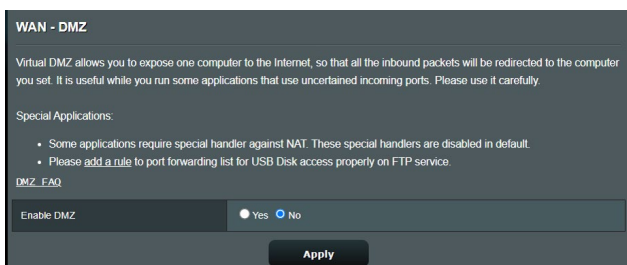 WAN - DMZ
Virtual DMZ allows you to expose one computer to the Internet, so that all the inbound packets will be redirected to the computer
you set. It is useful while you run some applications that use uncertained incoming ports. Please use it carefully.
Special Applications:
• Some applications require special handler against NAT. These special handlers are disabled in default.
• Please add a rule to port forwarding list for USB Disk access properly on FTP service.
DMZ FAQ
Enable DMZ Yes No
Apply